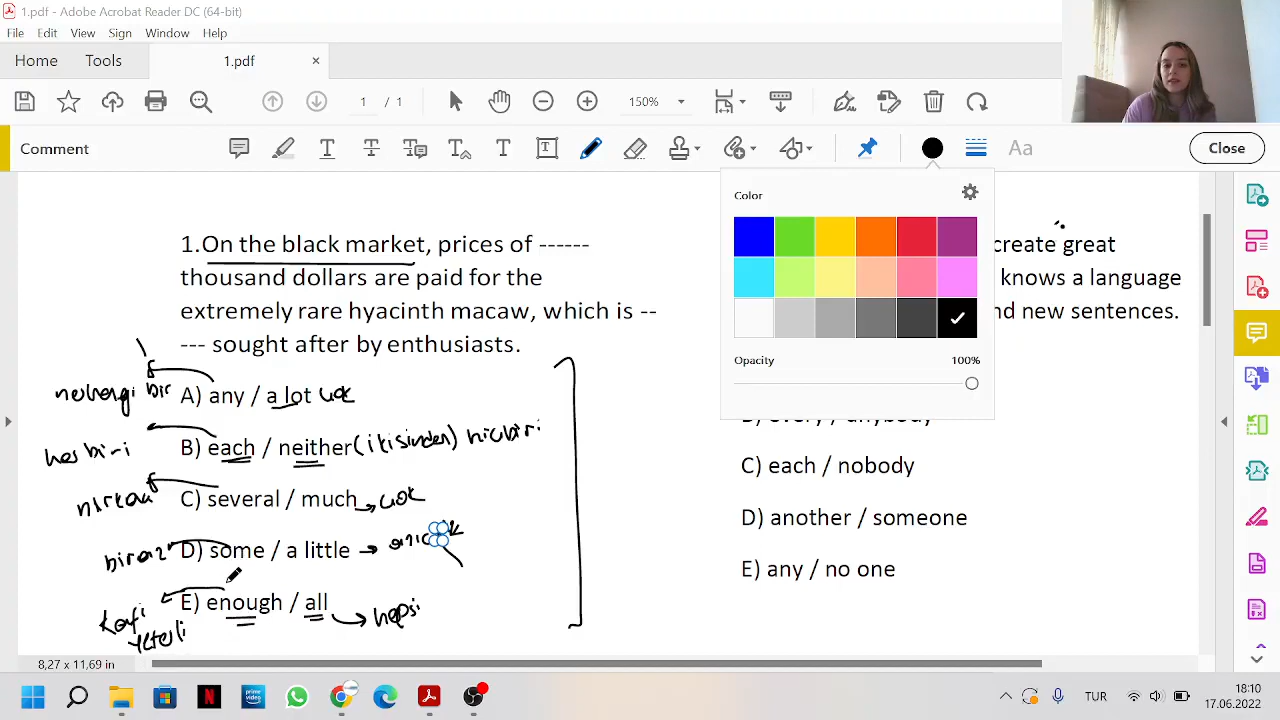 1.pdf - Adobe Acrobat Reader DC (64-bit)
File Edit View Sign Window Help
Home Tools 1.pdf ×
1 / 1 150%
Comment
Aa
Close
Color
Opacity 100%
1.On the black market, prices of ------
thousand dollars are paid for the
extremely rare hyacinth macaw, which is --
---- sought after by enthusiasts.
herhangi bir A) any / a lot çok
her biri B) each / neither (ikisinden) hiçbiri
C) several / much çok
biraz D) some / a little
E) enough / all hepsi
kafi
yeterli
create great
knows a language
nd new sentences.
C) each / nobody
D) another / someone
E) any / no one
8,27 x 11,69 in
TUR
18:10
17.06.2022